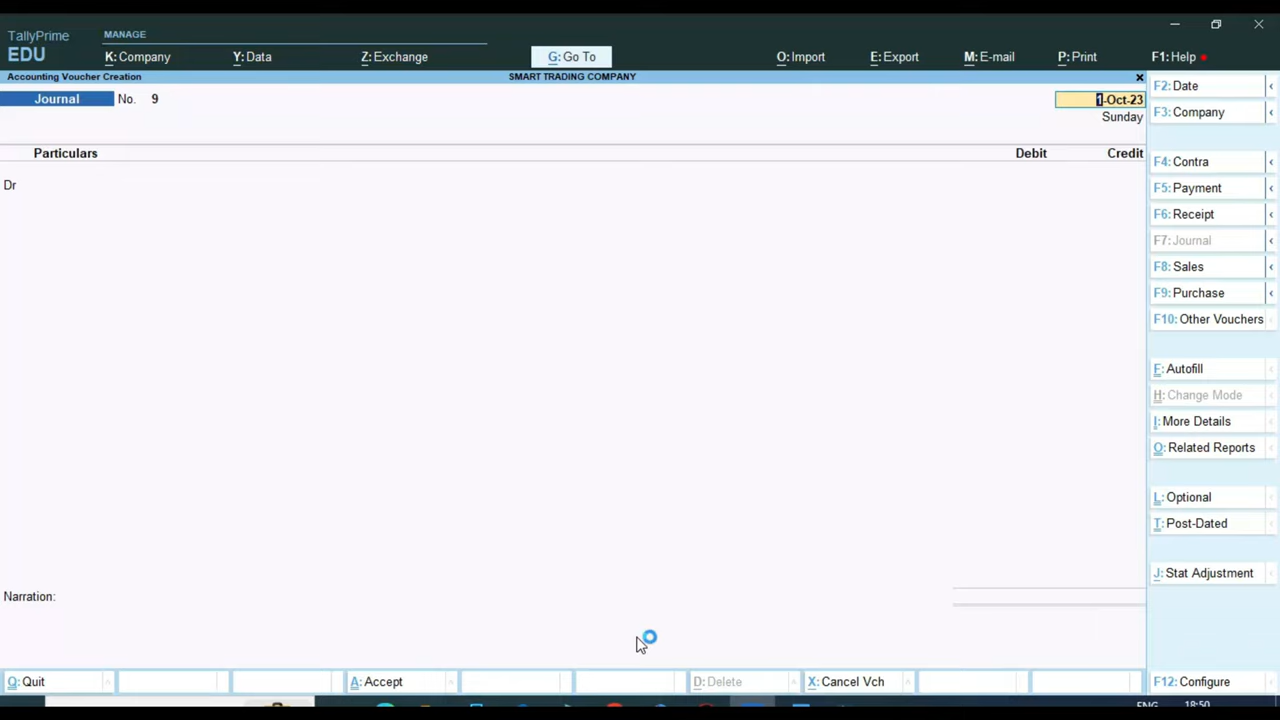 TallyPrime
EDU
MANAGE
K: Company
Y: Data
Z: Exchange
G: Go To
O: Import
E: Export
M: E-mail
P: Print
F1: Help
Accounting Voucher Creation
SMART TRADING COMPANY
Journal
No. 9
1-Oct-23
Sunday
Particulars
Debit
Credit
Dr
Narration:
F2: Date
F3: Company
F4: Contra
F5: Payment
F6: Receipt
F7: Journal
F8: Sales
F9: Purchase
F10: Other Vouchers
F: Autofill
H: Change Mode
I: More Details
O: Related Reports
L: Optional
T: Post-Dated
J: Stat Adjustment
Q: Quit
A: Accept
D: Delete
X: Cancel Vch
F12: Configure
ENG
18:50